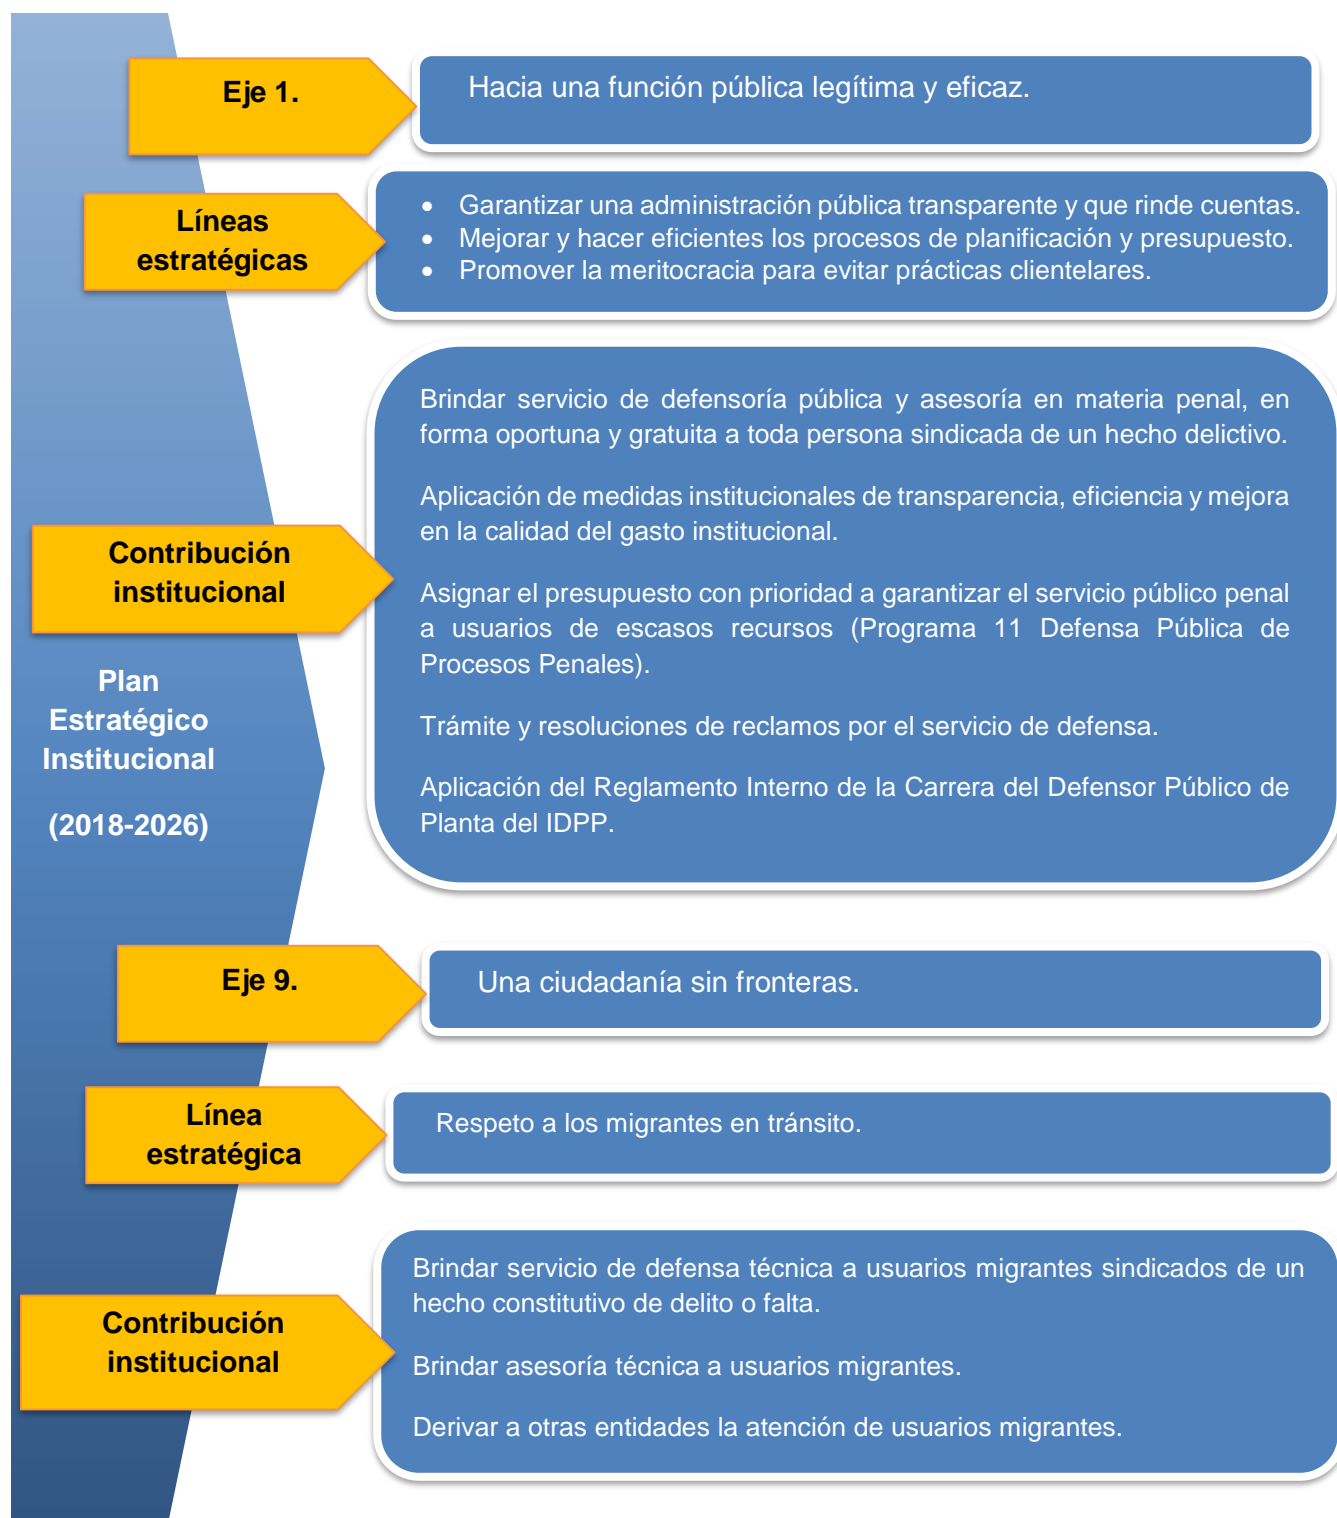 Eje 1.
Hacia una función pública legítima y eficaz.
Líneas
estratégicas
• Garantizar una administración pública transparente y que rinde cuentas.
• Mejorar y hacer eficientes los procesos de planificación y presupuesto.
• Promover la meritocracia para evitar prácticas clientelares.
Contribución
institucional
Brindar servicio de defensoría pública y asesoría en materia penal, en
forma oportuna y gratuita a toda persona sindicada de un hecho delictivo.
Aplicación de medidas institucionales de transparencia, eficiencia y mejora
en la calidad del gasto institucional.
Asignar el presupuesto con prioridad a garantizar el servicio público penal
a usuarios de escasos recursos (Programa 11 Defensa Pública de
Procesos Penales).
Trámite y resoluciones de reclamos por el servicio de defensa.
Aplicación del Reglamento Interno de la Carrera del Defensor Público de
Planta del IDPP.
Plan
Estratégico
Institucional
(2018-2026)
Eje 9.
Una ciudadanía sin fronteras.
Línea
estratégica
Respeto a los migrantes en tránsito.
Contribución
institucional
Brindar servicio de defensa técnica a usuarios migrantes sindicados de un
hecho constitutivo de delito o falta.
Brindar asesoría técnica a usuarios migrantes.
Derivar a otras entidades la atención de usuarios migrantes.